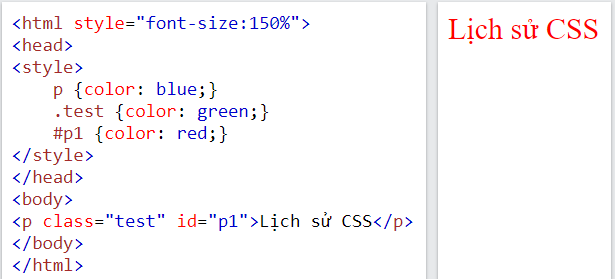 <html style="font-size:150%">
<head>
<style>
    p {color: blue;}
    .test {color: green;}
    #p1 {color: red;}
</style>
</head>
<body>
<p class="test" id="p1">Lịch sử CSS</p>
</body>
</html>
Lịch sử CSS